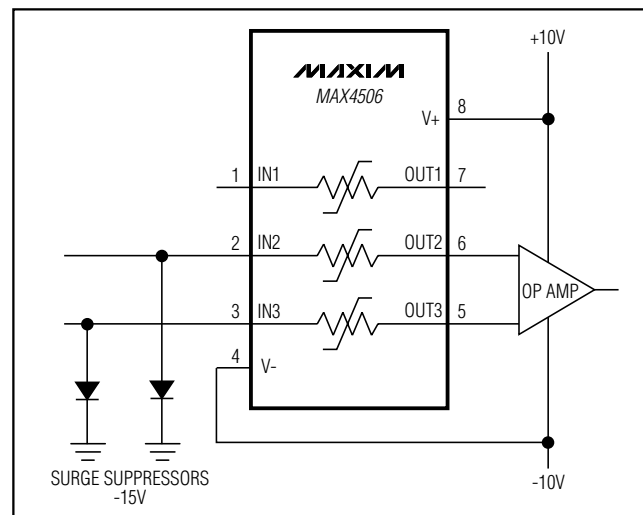 +10V
MAXIM
MAX4506
8
V+
1 IN1 OUT1 7
2 IN2 OUT2 6
OP AMP
3 IN3 OUT3 5
4
V-
SURGE SUPPRESSORS
-15V
-10V